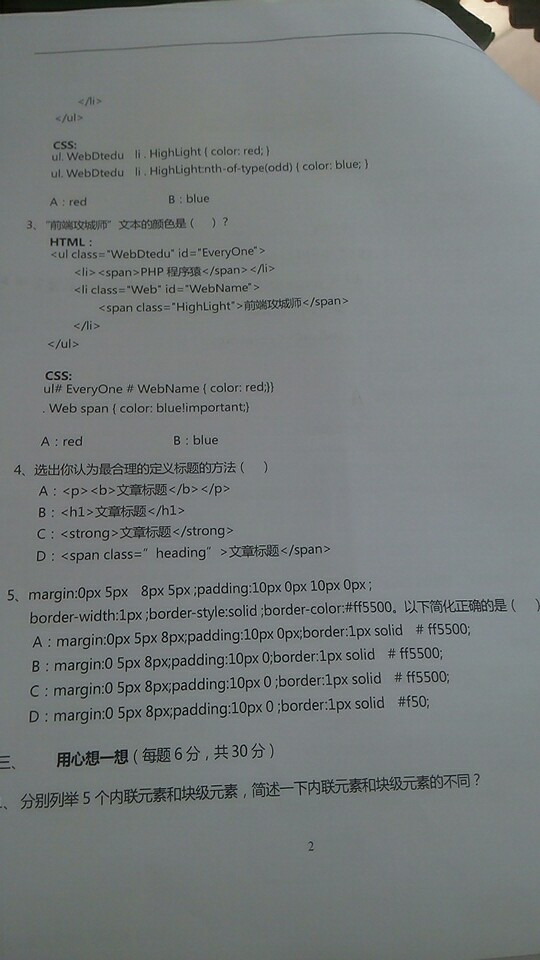 </li>
</ul>
CSS:
ul. WebDtedu li . HighLight { color: red; }
ul. WebDtedu li . HighLight:nth-of-type(odd) { color: blue; }
A：red B：blue
3、"前端攻城师" 文本的颜色是（ ）？
HTML：
<ul class="WebDtedu" id="EveryOne">
<li><span>PHP 程序猿</span></li>
<li class="Web" id="WebName">
<span class="HighLight">前端攻城师</span>
</li>
</ul>
CSS:
ul# EveryOne # WebName { color: red;}}
. Web span { color: blue!important;}
A：red B：blue
4、选出你认为最合理的定义标题的方法（ ）
A：<p><b>文章标题</b></p>
B：<h1>文章标题</h1>
C：<strong>文章标题</strong>
D：<span class=”heading”>文章标题</span>
5、margin:0px 5px 8px 5px ;padding:10px 0px 10px 0px ;
border-width:1px ;border-style:solid ;border-color:#ff5500。以下简化正确的是（ ）
A：margin:0px 5px 8px;padding:10px 0px;border:1px solid # ff5500;
B：margin:0 5px 8px;padding:10px 0;border:1px solid # ff5500;
C：margin:0 5px 8px;padding:10px 0 ;border:1px solid # ff5500;
D：margin:0 5px 8px;padding:10px 0 ;border:1px solid #f50;
三、 用心想一想（每题 6 分，共 30 分）
、分别列举 5 个内联元素和块级元素，简述一下内联元素和块级元素的不同？
2